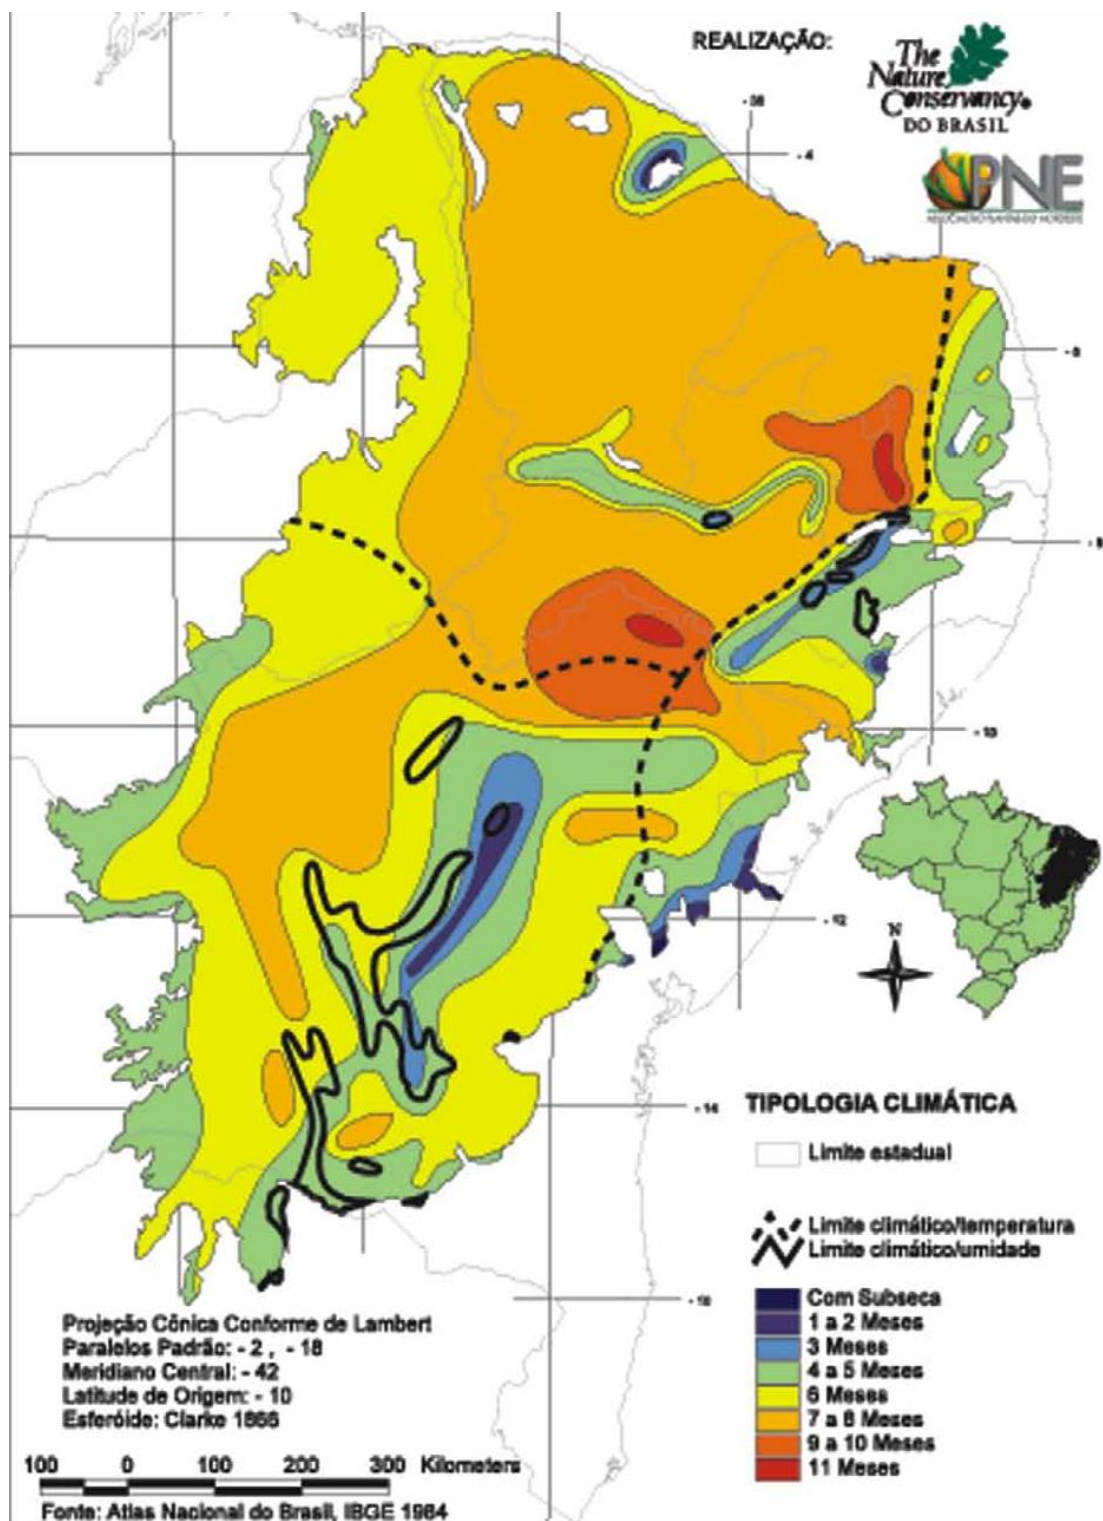 REALIZAÇÃO:
The
Nature
Conservancy®
DO BRASIL
PNE
- 4
- 10
- 12
N
- 14
TIPOLOGIA CLIMÁTICA
Limite estadual
Limite climático/temperatura
Limite climático/umidade
Com Subseca
1 a 2 Meses
3 Meses
4 a 5 Meses
6 Meses
7 a 8 Meses
9 a 10 Meses
11 Meses
Projeção Cônica Conforme de Lambert
Paralelos Padrão: - 2 , - 18
Meridiano Central: - 42
Latitude de Origem: - 10
Esferóide: Clarke 1866
100 0 100 200 300 Kilometers
Fonte: Atlas Nacional do Brasil, IBGE 1984